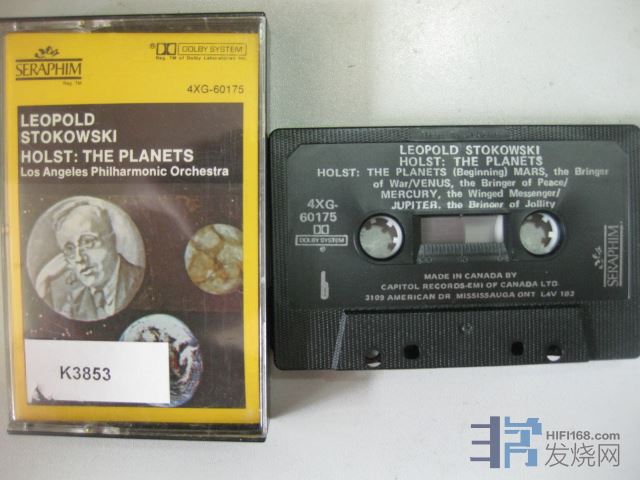 SERAPHIM
Reg. TM
DOLBY SYSTEM
Reg. TM of Dolby Laboratories Inc.
4XG-60175
LEOPOLD
STOKOWSKI
HOLST: THE PLANETS
Los Angeles Philharmonic Orchestra
K3853
LEOPOLD STOKOWSKI
HOLST: THE PLANETS
HOLST: THE PLANETS (Beginning) MARS, the Bringer
of War/VENUS, the Bringer of Peace/
MERCURY, the Winged Messenger/
JUPITER, the Bringer of Jollity
4XG-
60175
DOLBY SYSTEM
SERAPHIM
MADE IN CANADA BY
CAPITOL RECORDS-EMI OF CANADA LTD.
3109 AMERICAN DR MISSISSAUGA ONT L4V 1B2
HIFI168.com
发烧网